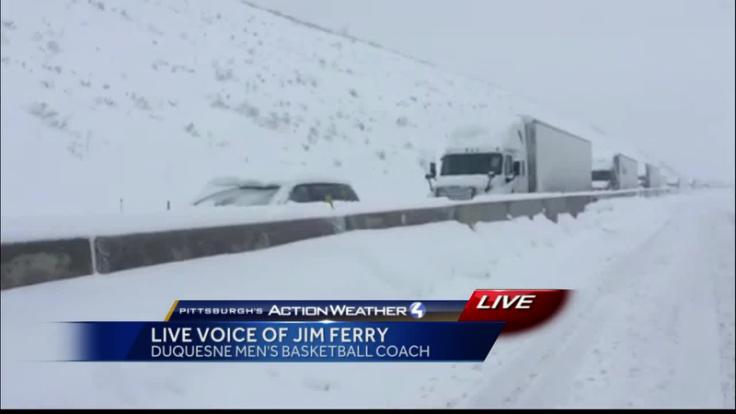 PITTSBURGH'S ACTION WEATHER 4
LIVE
LIVE VOICE OF JIM FERRY
DUQUESNE MEN'S BASKETBALL COACH